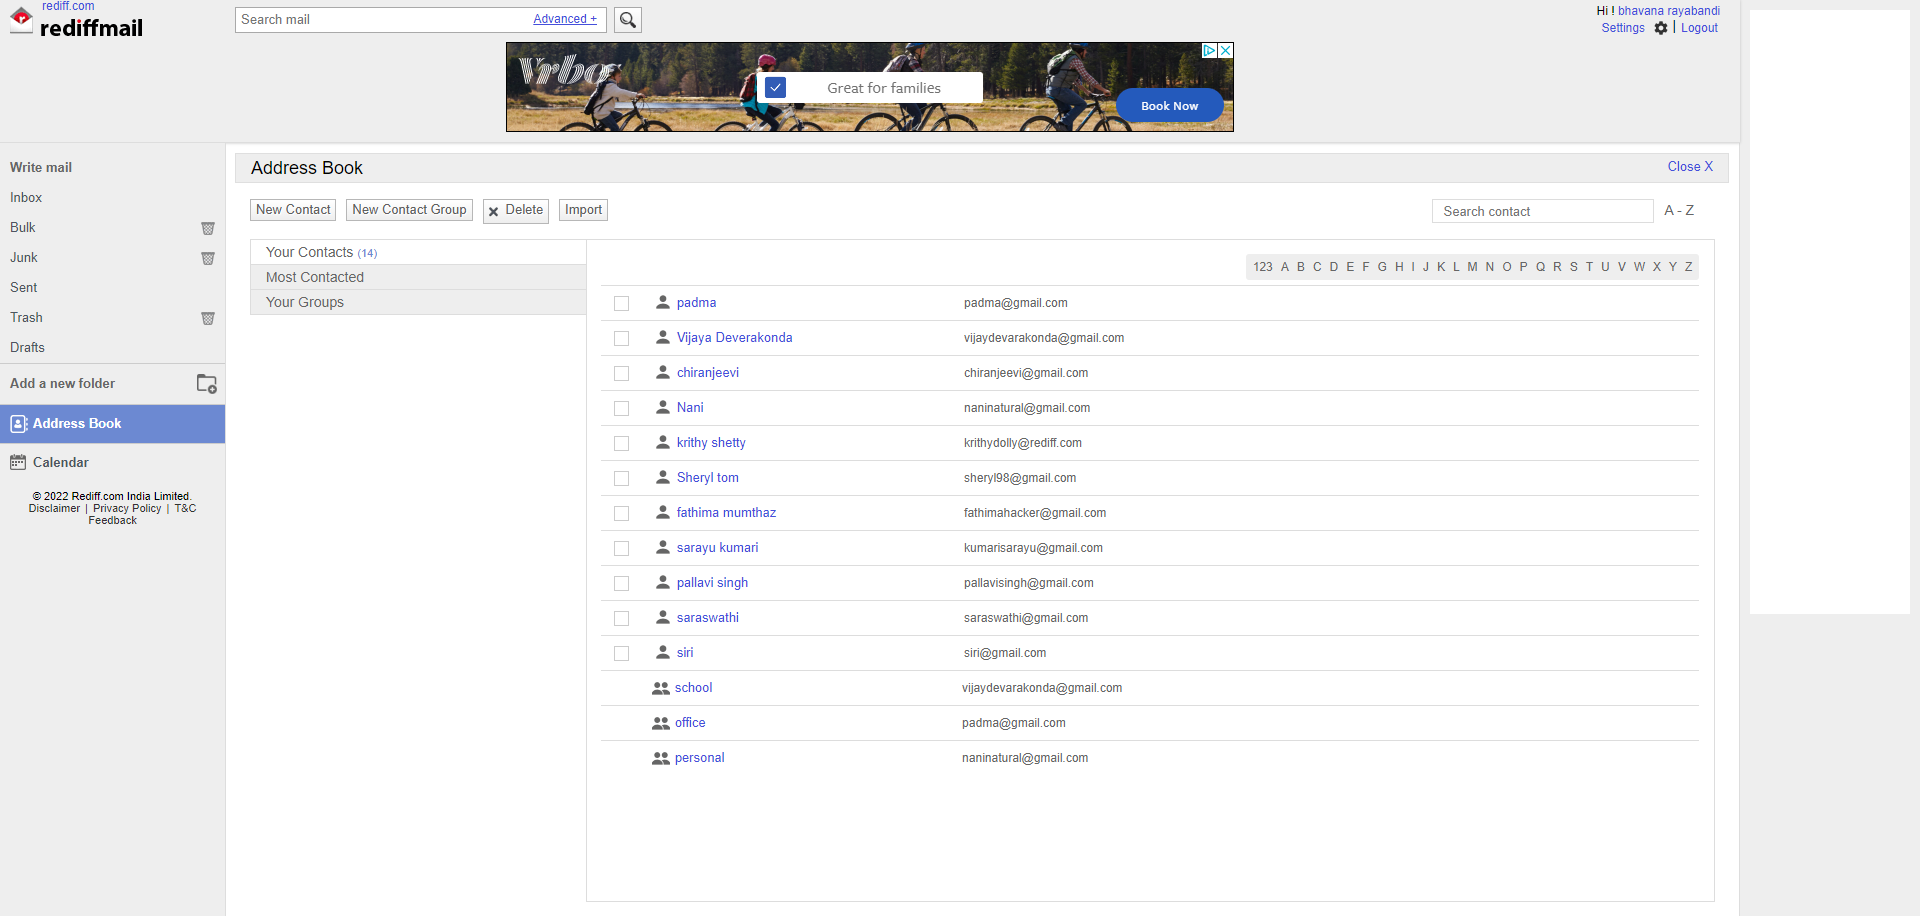 rediff.com
rediffmail
Search mail
Advanced +
Hi ! bhavana rayabandi
Settings | Logout
Vrbo
Great for families
Book Now
Write mail
Inbox
Bulk
Junk
Sent
Trash
Drafts
Add a new folder
Address Book
Calendar
© 2022 Rediff.com India Limited.
Disclaimer | Privacy Policy | T&C
Feedback
Address Book
Close X
New Contact
New Contact Group
Delete
Import
Search contact
A - Z
Your Contacts (14)
Most Contacted
Your Groups
123 A B C D E F G H I J K L M N O P Q R S T U V W X Y Z
padma padma@gmail.com
Vijaya Deverakonda vijaydevarakonda@gmail.com
chiranjeevi chiranjeevi@gmail.com
Nani naninatural@gmail.com
krithy shetty krithydolly@rediff.com
Sheryl tom sheryl98@gmail.com
fathima mumthaz fathimahacker@gmail.com
sarayu kumari kumarisarayu@gmail.com
pallavi singh pallavisingh@gmail.com
saraswathi saraswathi@gmail.com
siri siri@gmail.com
school vijaydevarakonda@gmail.com
office padma@gmail.com
personal naninatural@gmail.com